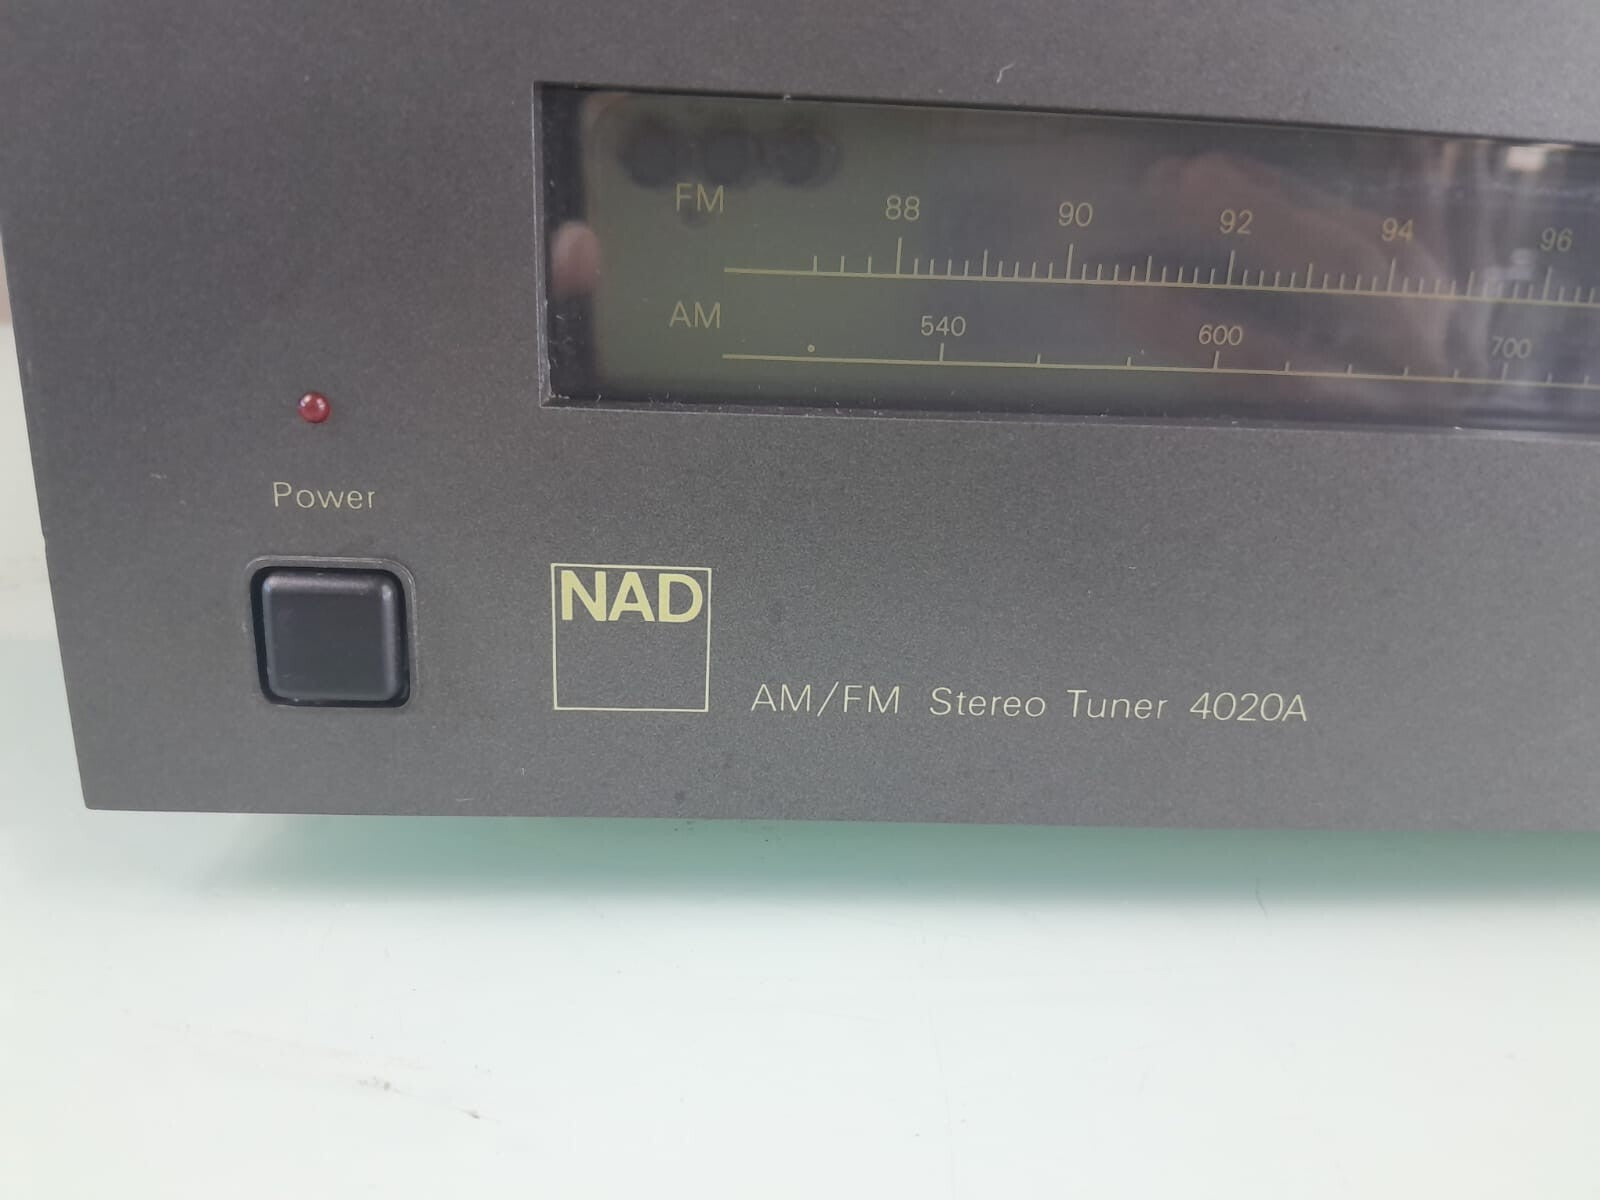 FM 88 90 92 94 96
AM 540 600 700
Power
NAD
AM/FM Stereo Tuner 4020A